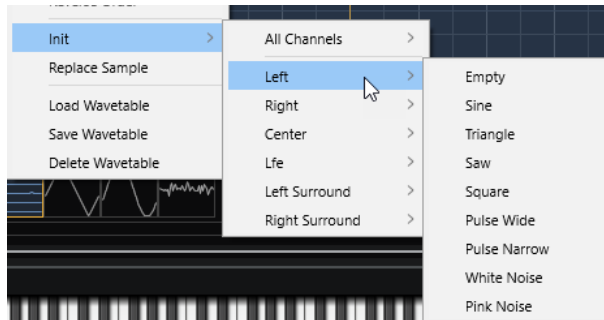 Init
Replace Sample
Load Wavetable
Save Wavetable
Delete Wavetable
All Channels
Left
Right
Center
Lfe
Left Surround
Right Surround
Empty
Sine
Triangle
Saw
Square
Pulse Wide
Pulse Narrow
White Noise
Pink Noise